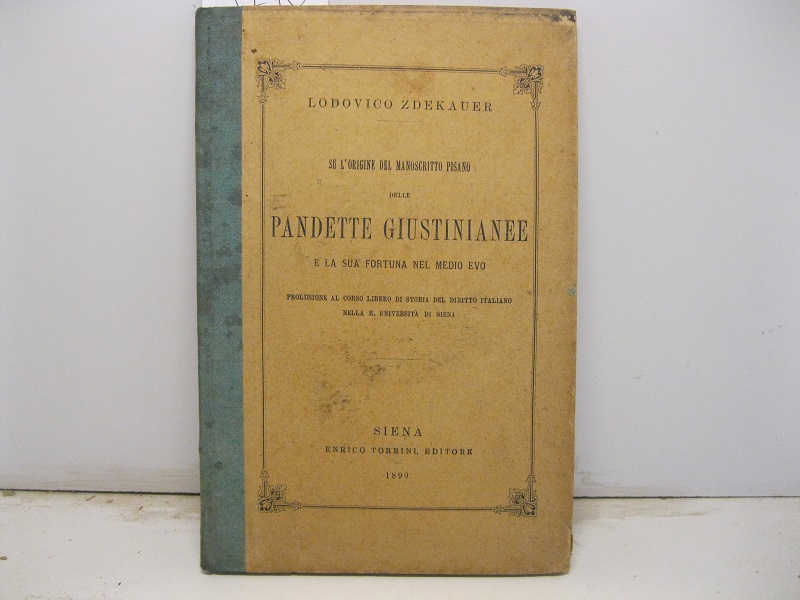 LODOVICO ZDEKAUER
SU L'ORIGINE DEL MANOSCRITTO PISANO
DELLE
PANDETTE GIUSTINIANEE
E LA SUA FORTUNA NEL MEDIO EVO
PROLUSIONE AL CORSO LIBERO DI STORIA DEL DIRITTO ITALIANO
NELLA R. UNIVERSITÀ DI SIENA
SIENA
ENRICO TORRINI, EDITORE
1899